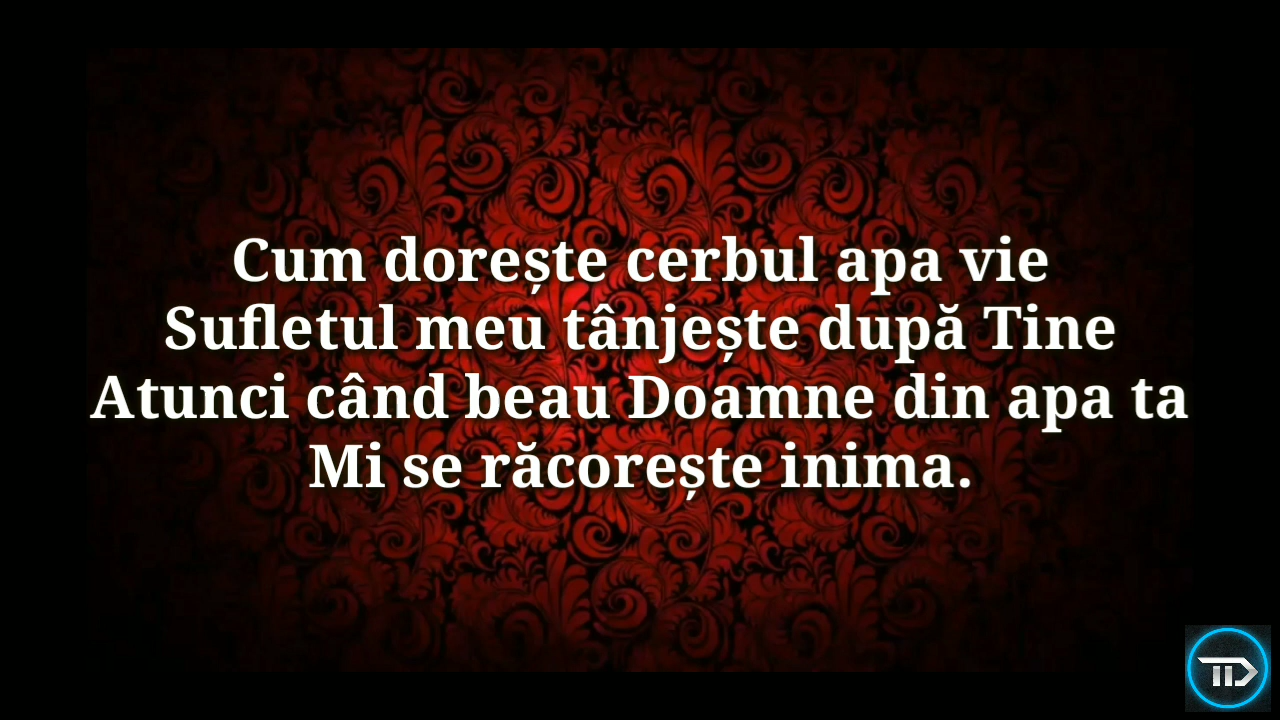 Cum dorește cerbul apa vie
Sufletul meu tânjește după Tine
Atunci când beau Doamne din apa ta
Mi se răcorește inima.